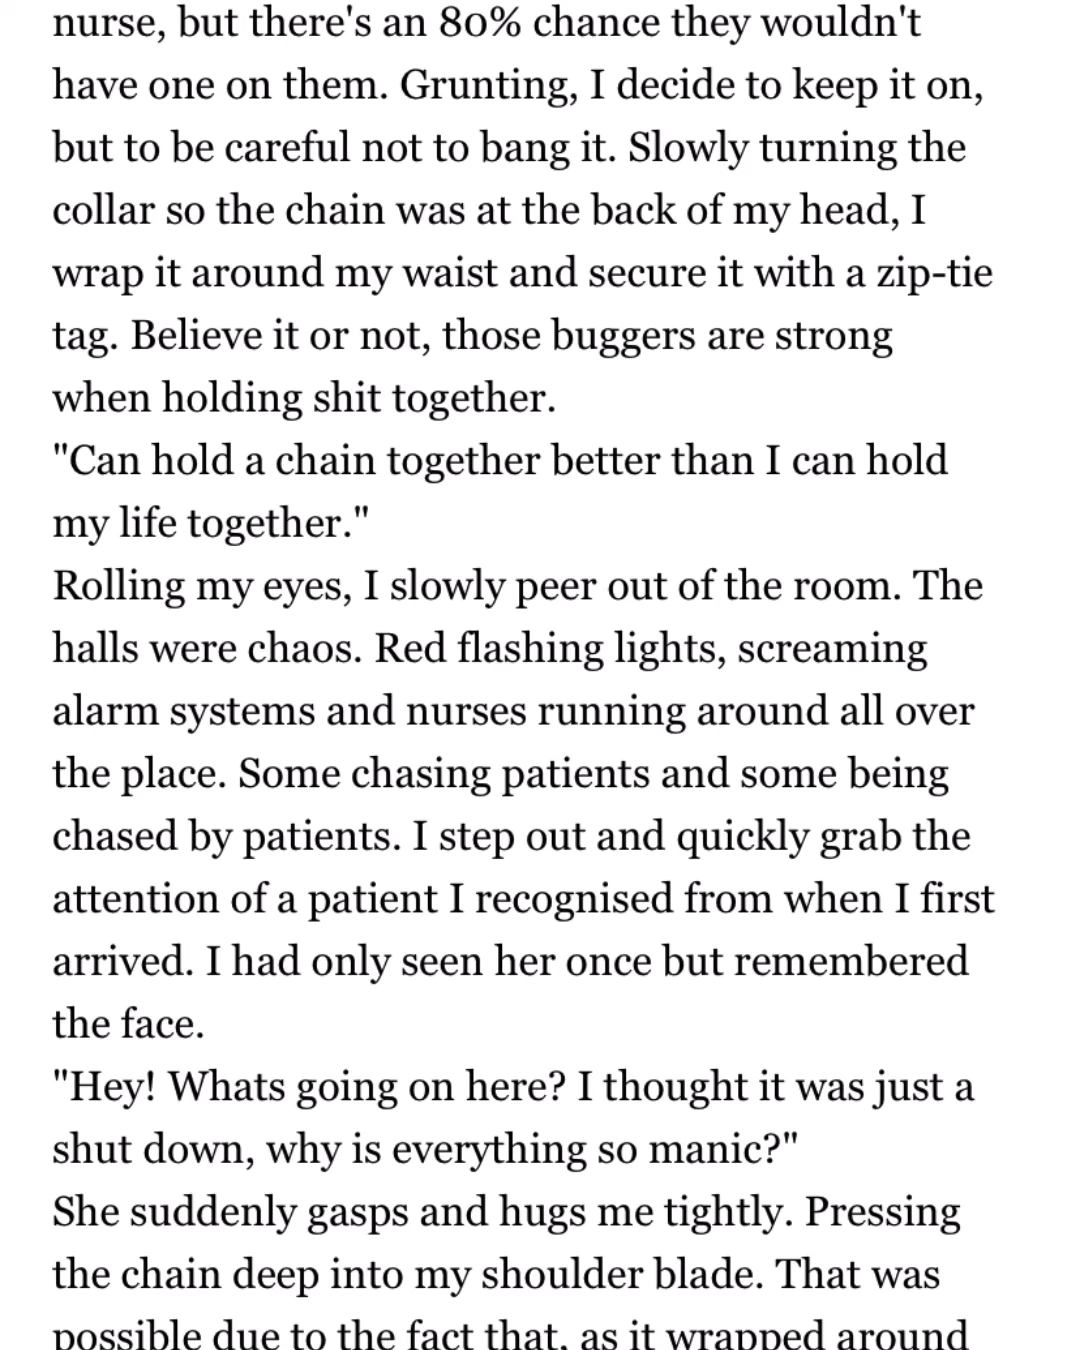 nurse, but there's an 80% chance they wouldn't
have one on them. Grunting, I decide to keep it on,
but to be careful not to bang it. Slowly turning the
collar so the chain was at the back of my head, I
wrap it around my waist and secure it with a zip-tie
tag. Believe it or not, those buggers are strong
when holding shit together.
"Can hold a chain together better than I can hold
my life together."
Rolling my eyes, I slowly peer out of the room. The
halls were chaos. Red flashing lights, screaming
alarm systems and nurses running around all over
the place. Some chasing patients and some being
chased by patients. I step out and quickly grab the
attention of a patient I recognised from when I first
arrived. I had only seen her once but remembered
the face.
"Hey! Whats going on here? I thought it was just a
shut down, why is everything so manic?"
She suddenly gasps and hugs me tightly. Pressing
the chain deep into my shoulder blade. That was
possible due to the fact that, as it wrapped around